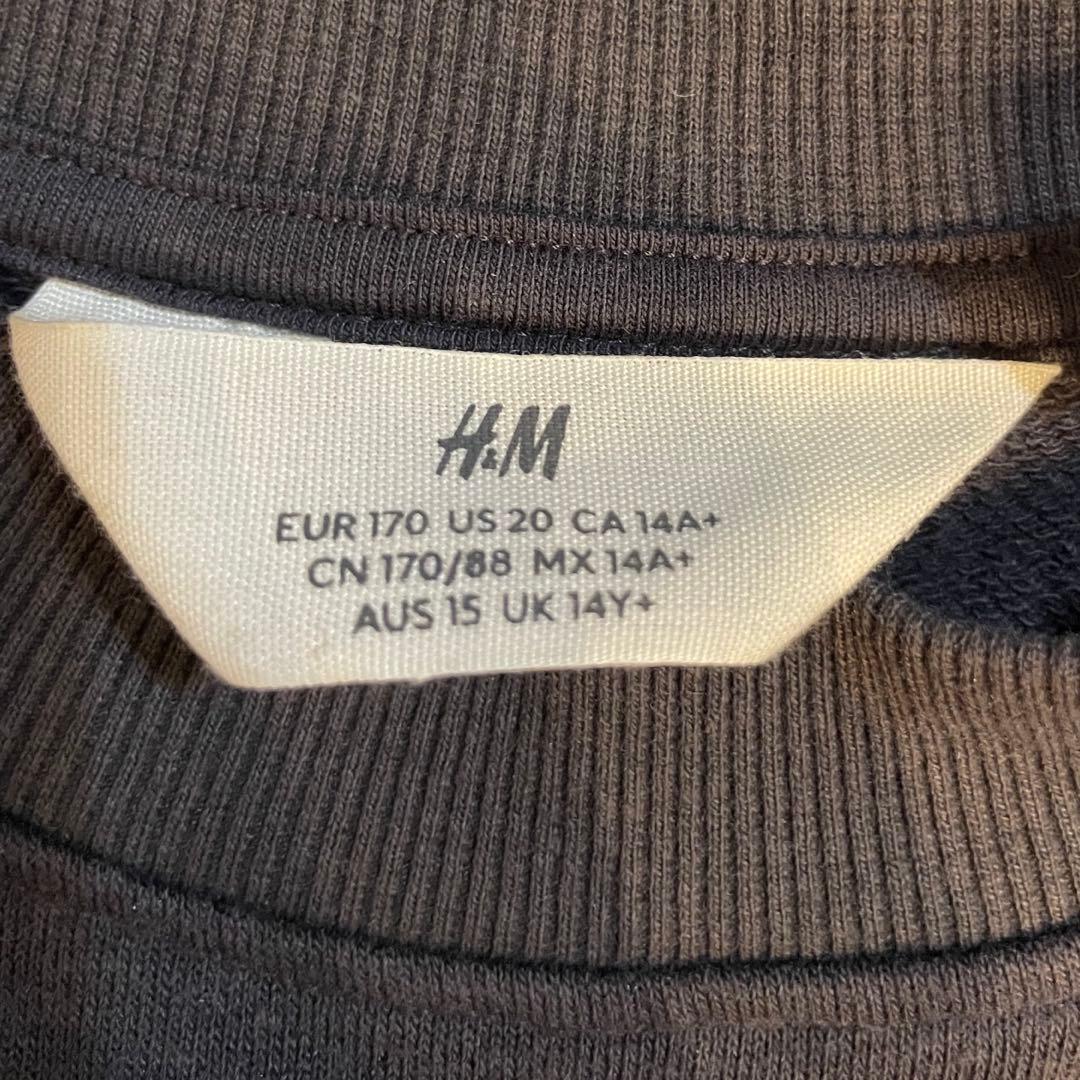 H&M
EUR 170 US 20 CA 14A+
CN 170/88 MX 14A+
AUS 15 UK 14Y+